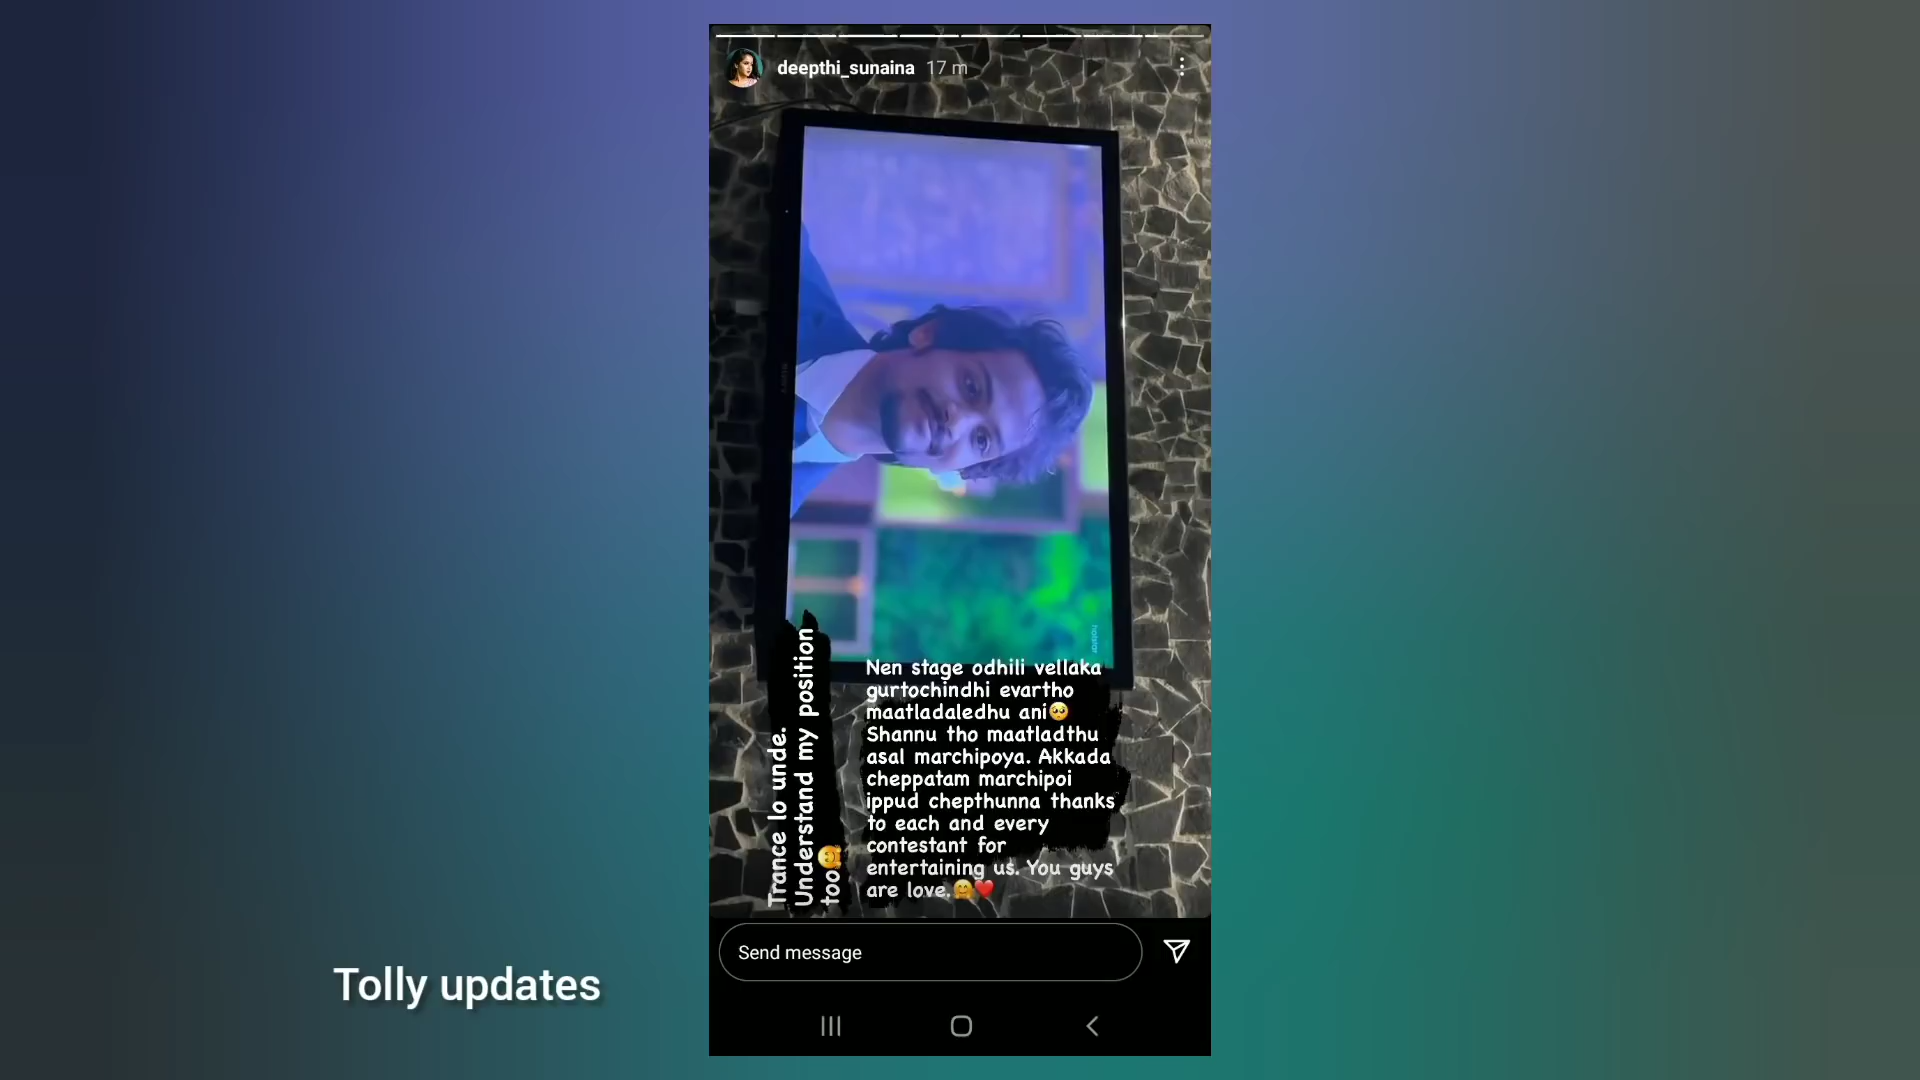 deepthi_sunaina 17 m
hotstar
Trance lo unde.
Understand my position
too🤗
Nen stage odhili vellaka
gurtochindhi evartho
maatladaledhu ani🥺
Shannu tho maatladthu
asal marchipoya. Akkada
cheppatam marchipoi
ippud chepthunna thanks
to each and every
contestant for
entertaining us. You guys
are love.🤗❤️
Send message
Tolly updates